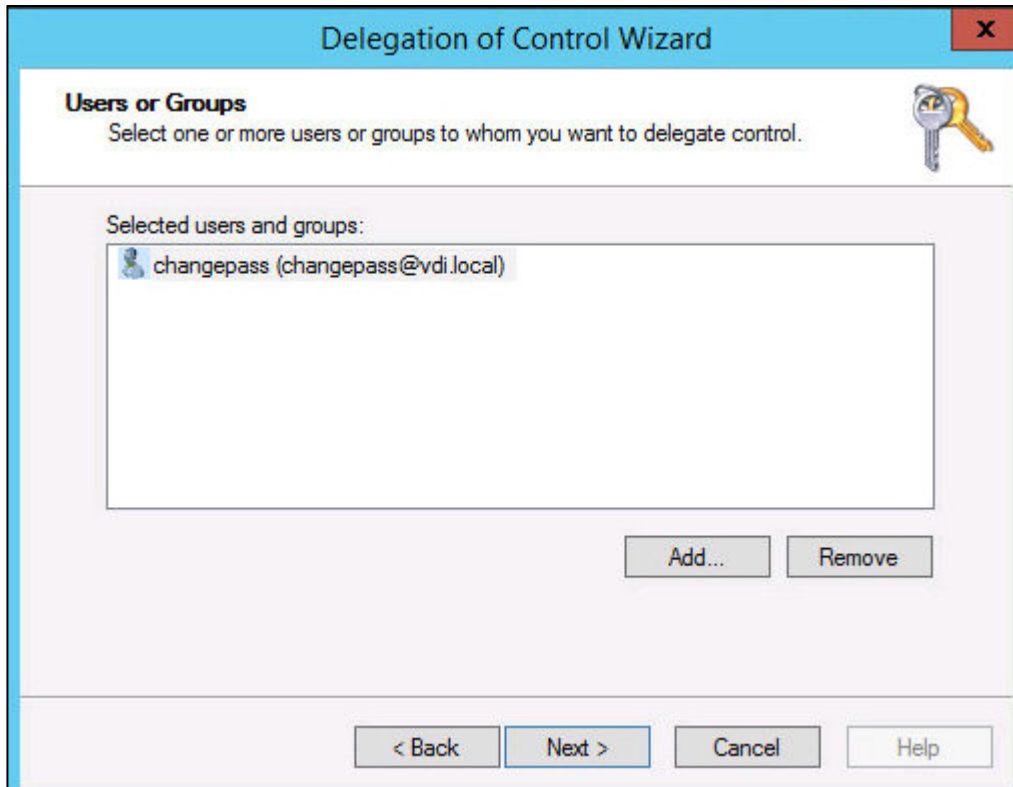 Delegation of Control Wizard
x
Users or Groups
Select one or more users or groups to whom you want to delegate control.
Selected users and groups:
changepass (changepass@vdi.local)
Add... Remove
< Back Next > Cancel Help